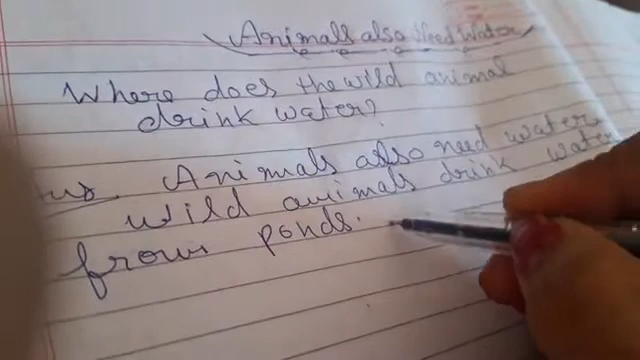 Animals also Need Water
Where does the wild animal
drink water?
Ans Animals also need water.
Wild animals drink water
from ponds.